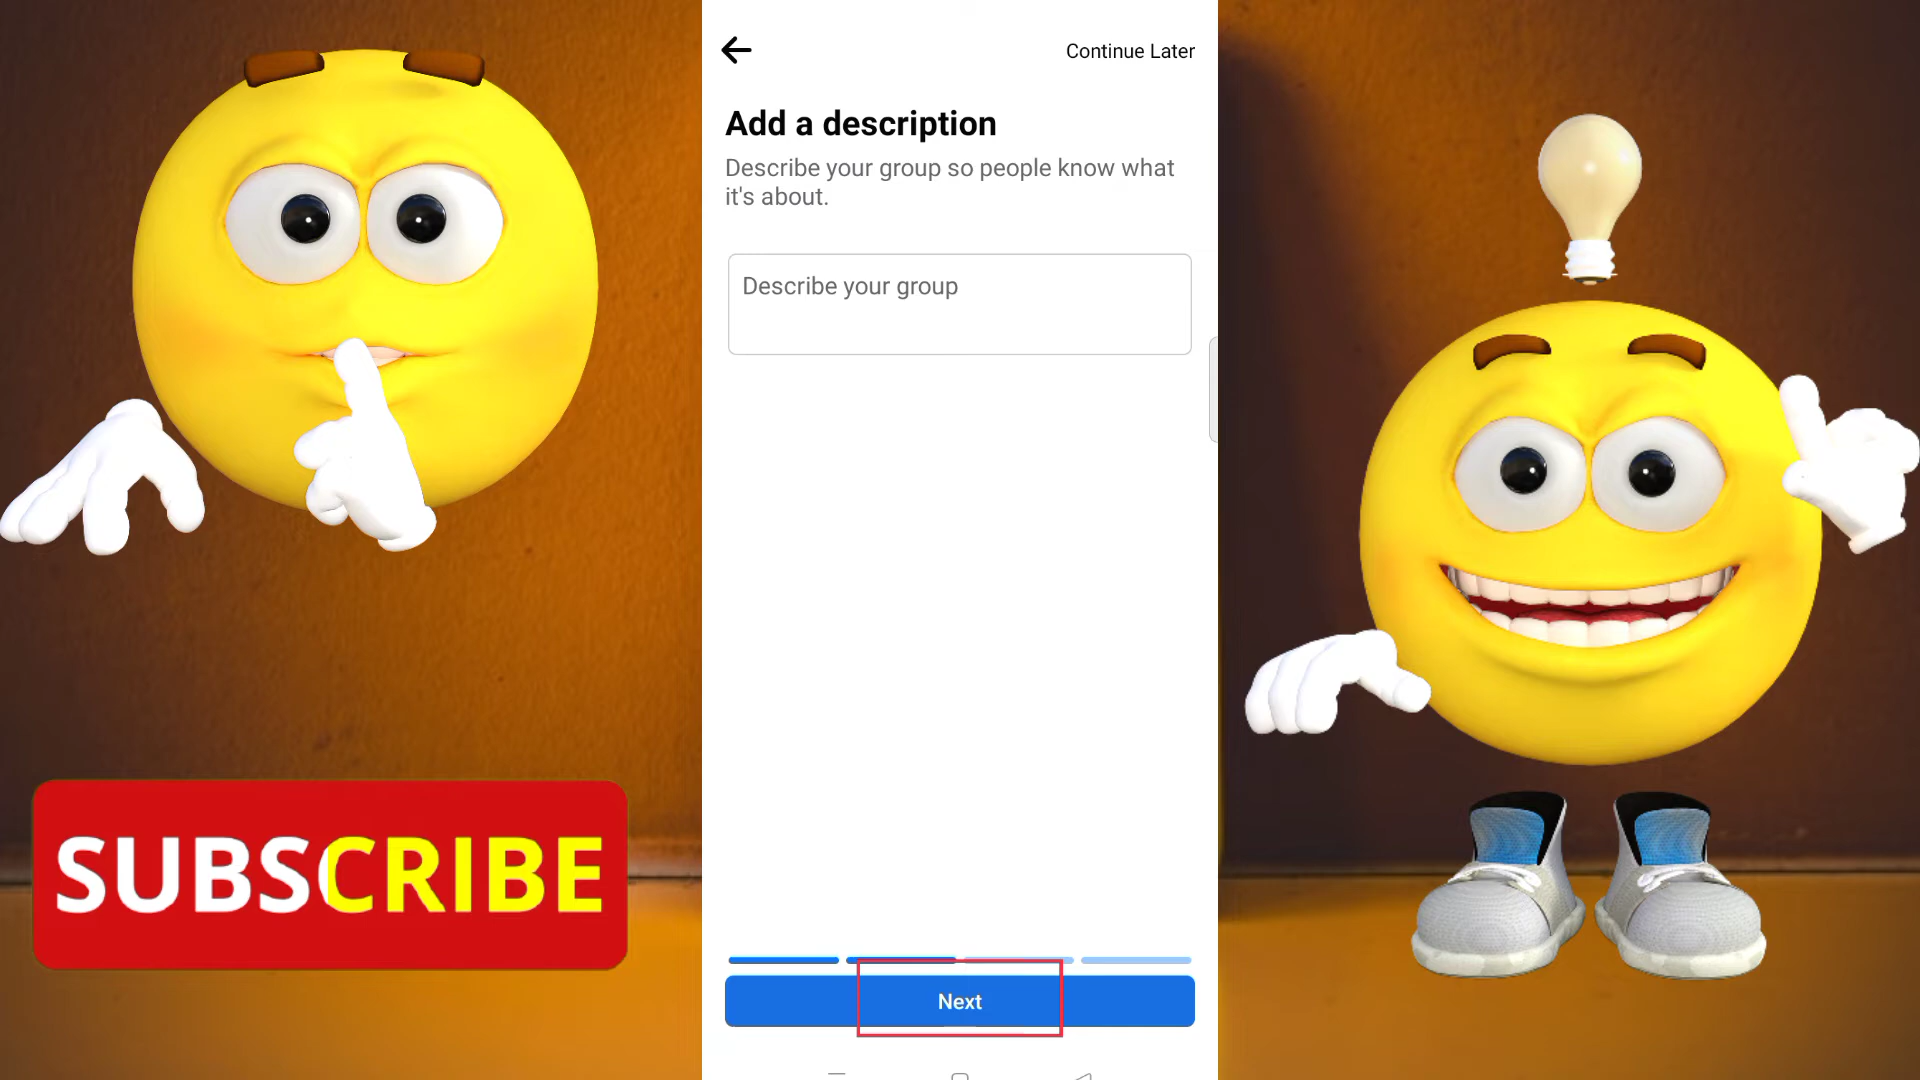 Continue Later
Add a description
Describe your group so people know what
it's about.
Describe your group
SUBSCRIBE
Next